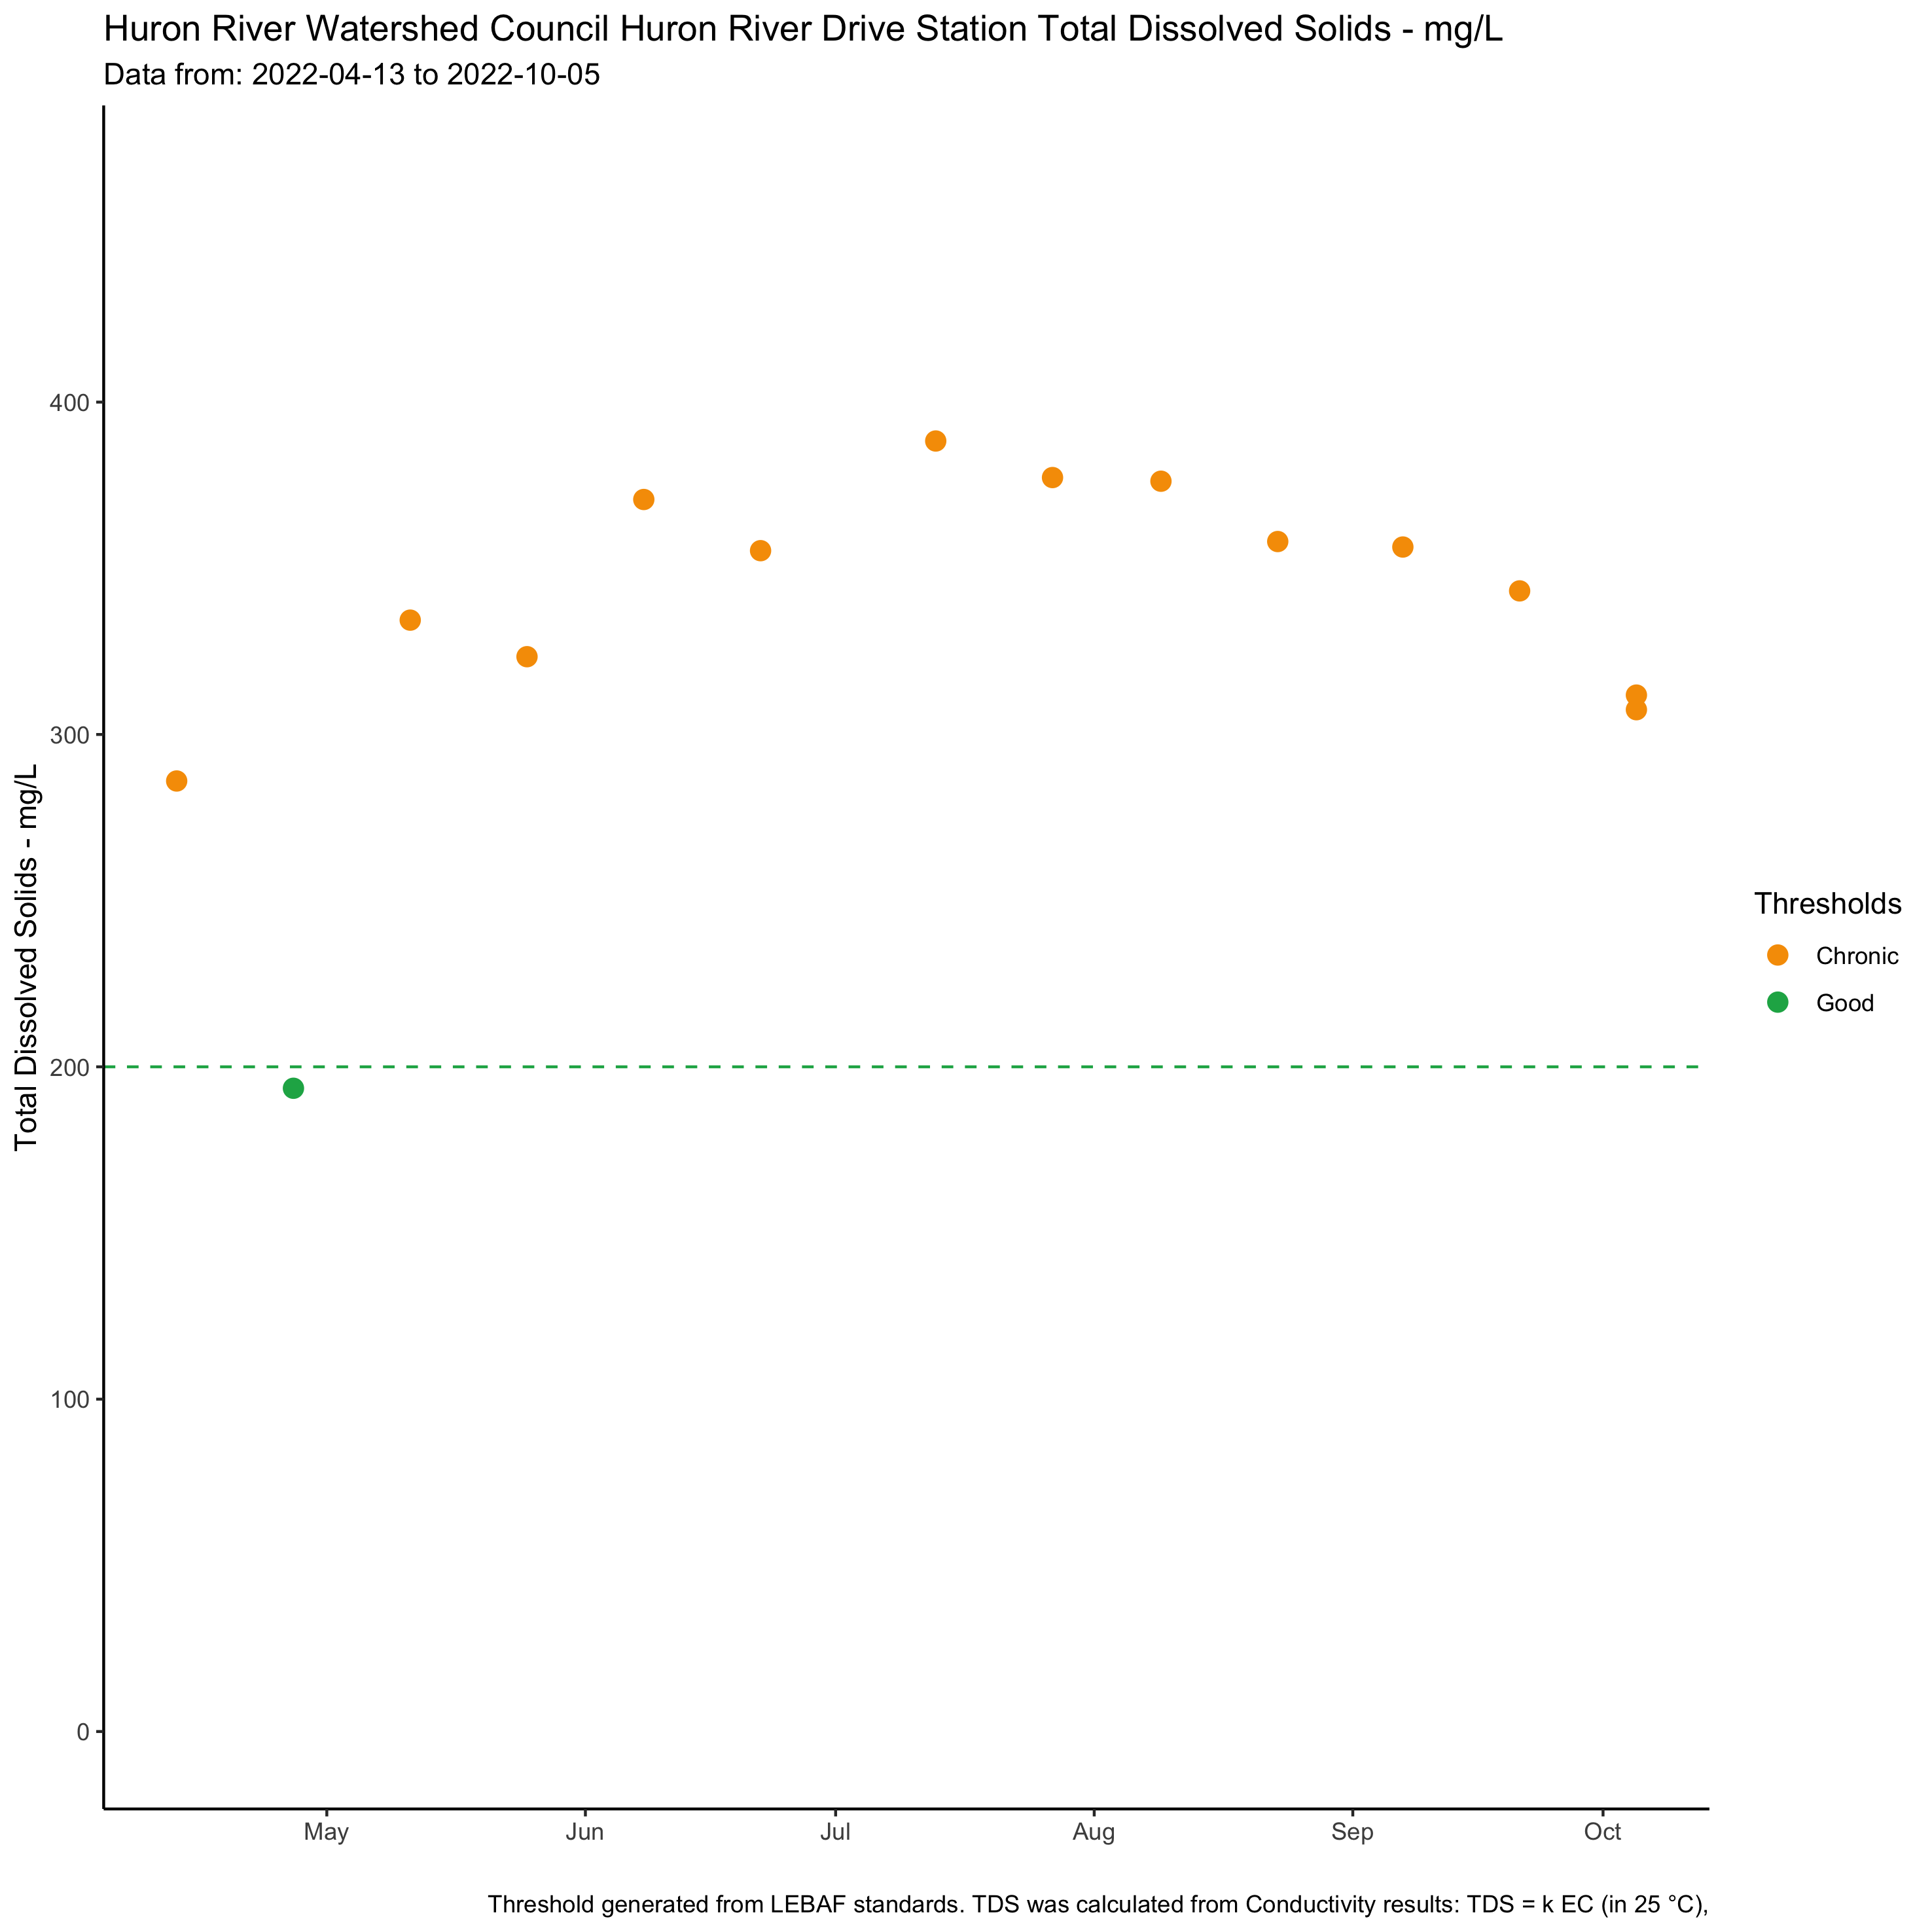 Huron River Watershed Council Huron River Drive Station Total Dissolved Solids - mg/L
Data from: 2022-04-13 to 2022-10-05
Total Dissolved Solids - mg/L
400
300
200
100
0
May
Jun
Jul
Aug
Sep
Oct
Thresholds
Chronic
Good
Threshold generated from LEBAF standards. TDS was calculated from Conductivity results: TDS = k EC (in 25 °C),